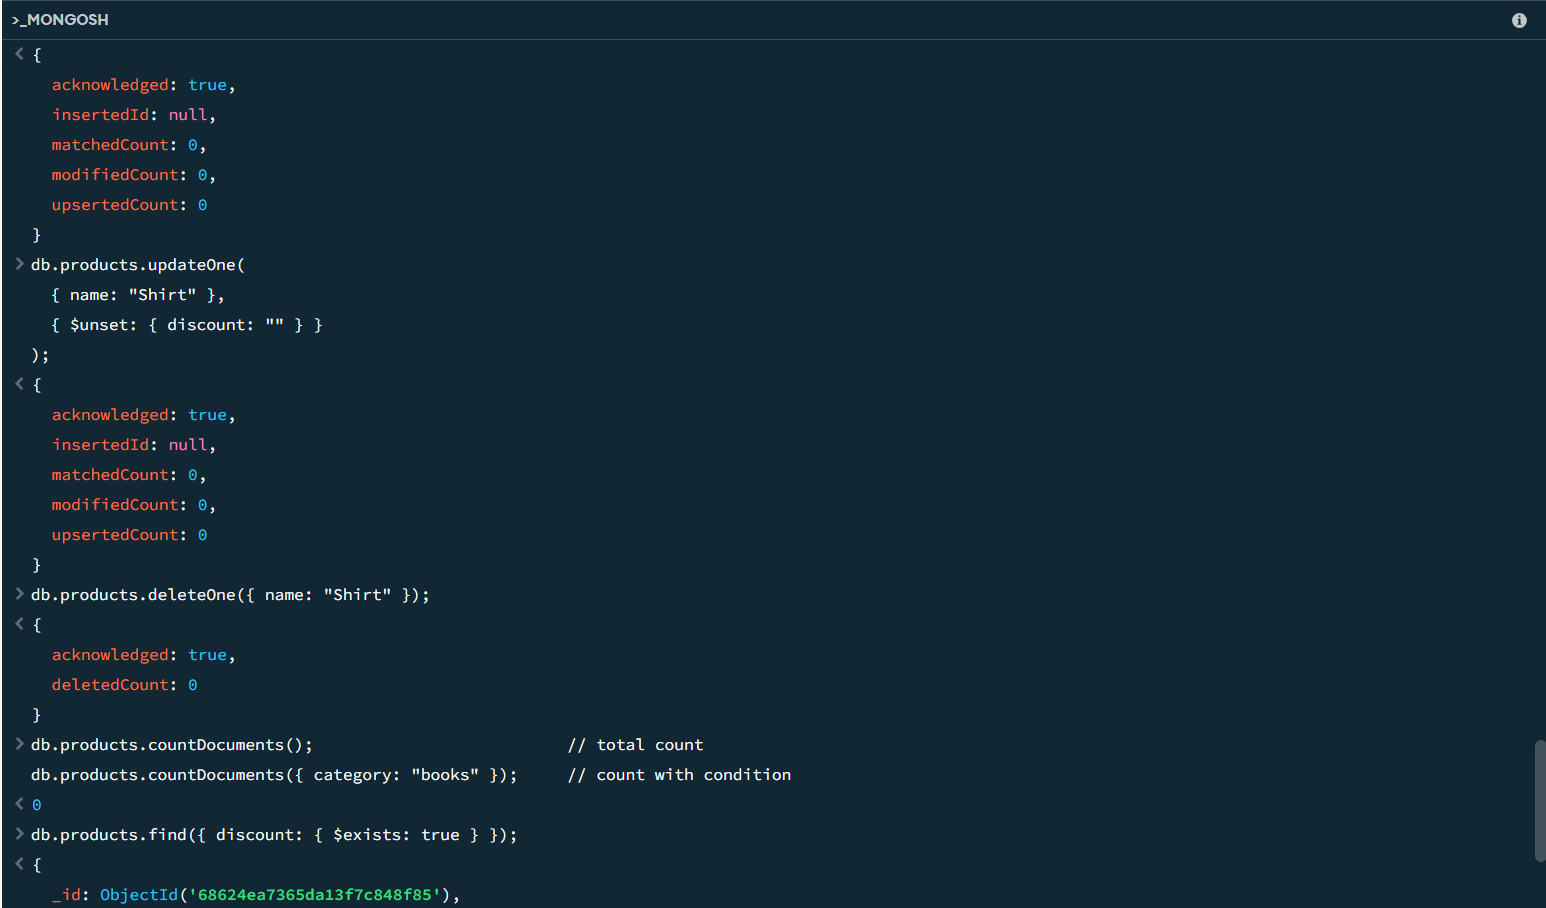 >_MONGOSH
< {
acknowledged: true,
insertedId: null,
matchedCount: 0,
modifiedCount: 0,
upsertedCount: 0
}
> db.products.updateOne(
{ name: "Shirt" },
{ $unset: { discount: "" } }
);
< {
acknowledged: true,
insertedId: null,
matchedCount: 0,
modifiedCount: 0,
upsertedCount: 0
}
> db.products.deleteOne({ name: "Shirt" });
< {
acknowledged: true,
deletedCount: 0
}
> db.products.countDocuments(); // total count
db.products.countDocuments({ category: "books" }); // count with condition
< 0
> db.products.find({ discount: { $exists: true } });
< {
_id: ObjectId('68624ea7365da13f7c848f85'),